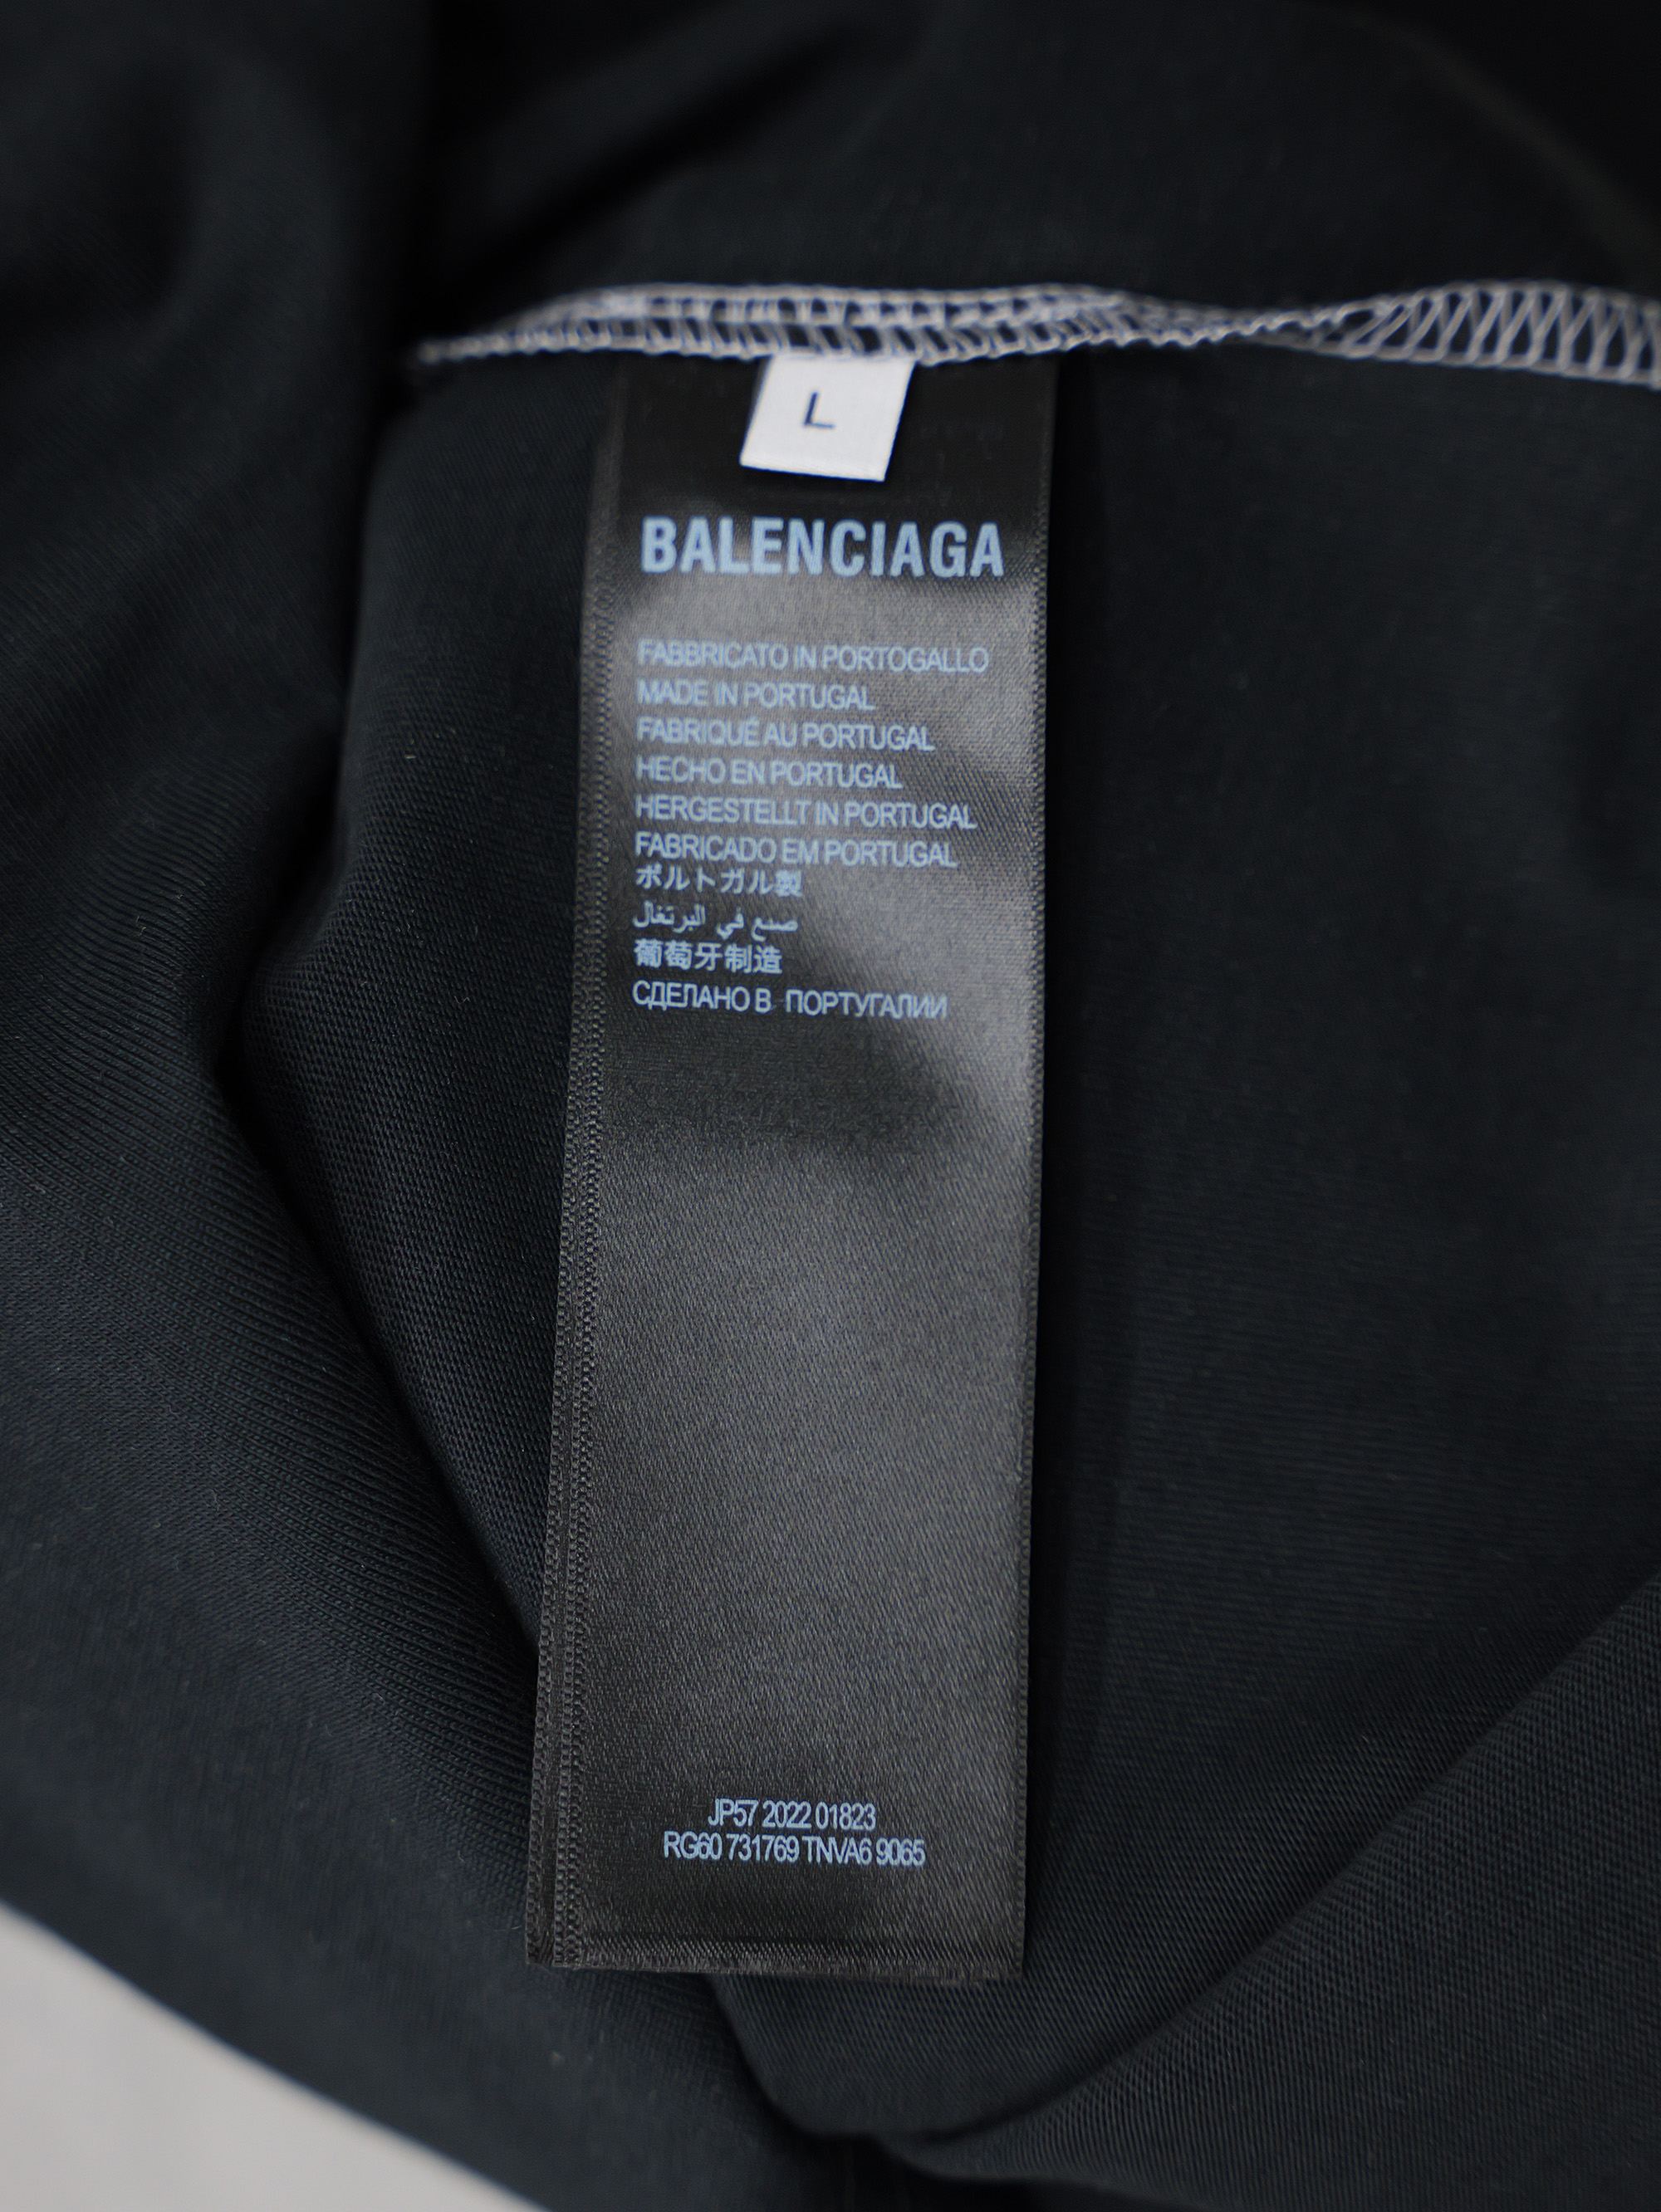 L
BALENCIAGA
FABBRICATO IN PORTOGALLO
MADE IN PORTUGAL
FABRIQUÉ AU PORTUGAL
HECHO EN PORTUGAL
HERGESTELLT IN PORTUGAL
FABRICADO EM PORTUGAL
ポルトガル製
صنع في البرتغال
葡萄牙制造
СДЕЛАНО В ПОРТУГАЛИИ
JP57 2022 01823
RG60 731769 TNVA6 9065